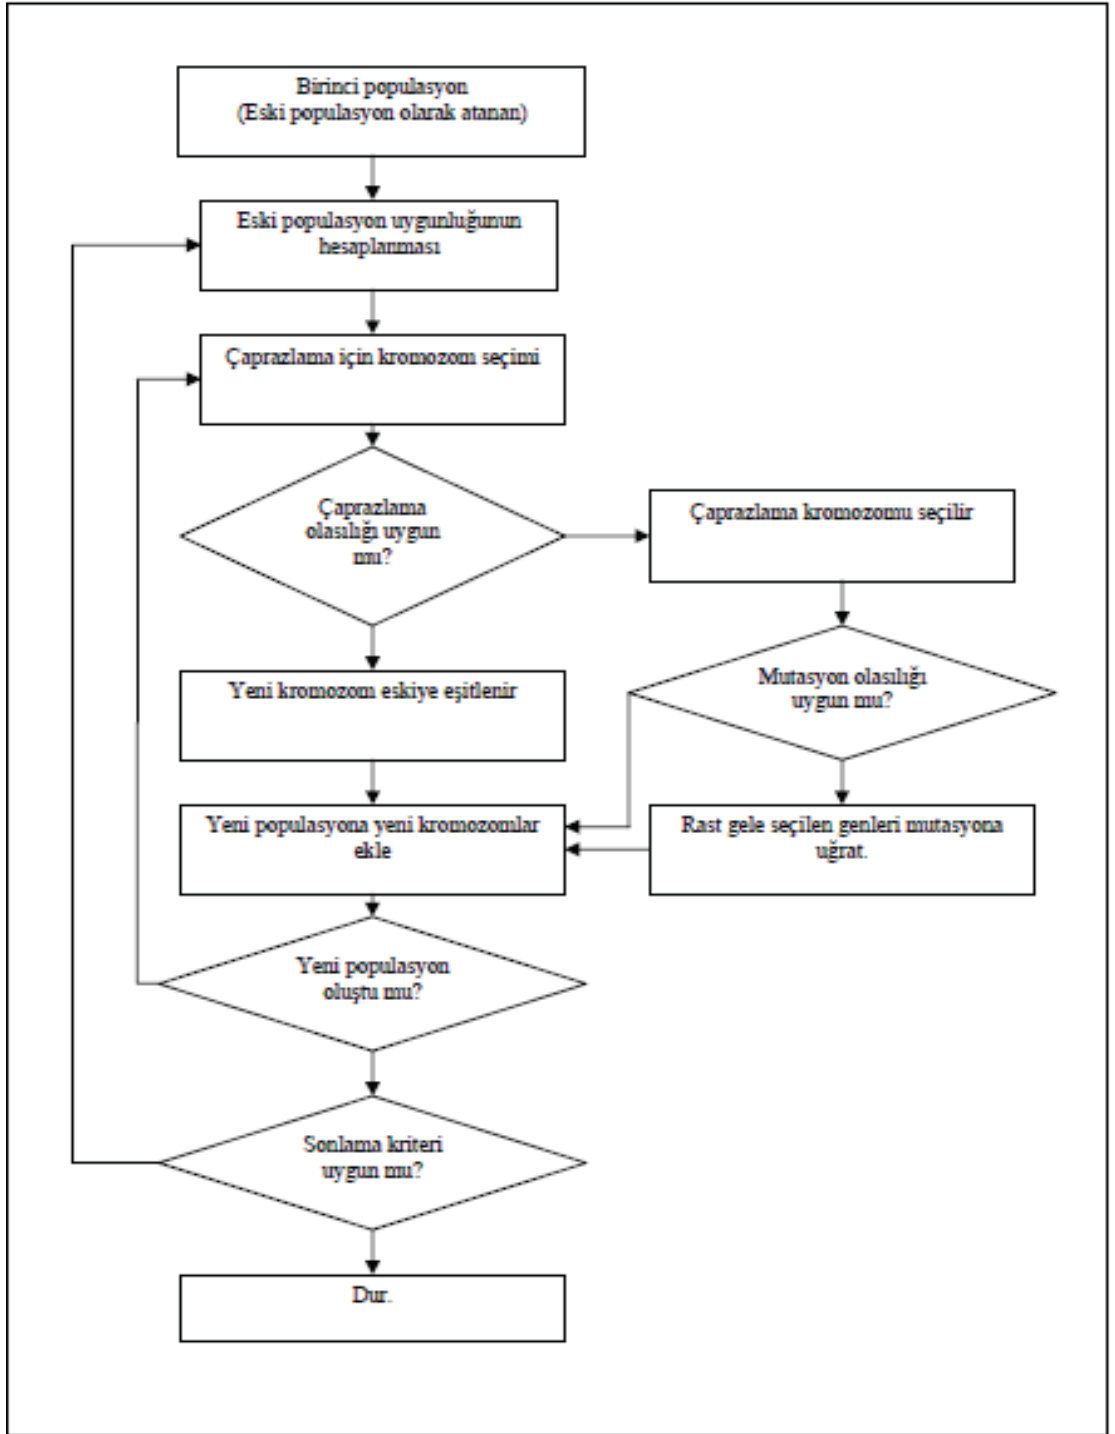 Birinci populasyon
(Eski populasyon olarak atanan)
Eski populasyon uygunluğunun
hesaplanması
Çaprazlama için kromozom seçimi
Çaprazlama
olasılığı uygun
mu?
Çaprazlama kromozomu seçilir
Mutasyon olasılığı
uygun mu?
Yeni kromozom eskiye eşitlenir
Yeni populasyona yeni kromozomlar
ekle
Rast gele seçilen genleri mutasyona
uğrat.
Yeni populasyon
oluştu mu?
Sonlama kriteri
uygun mu?
Dur.